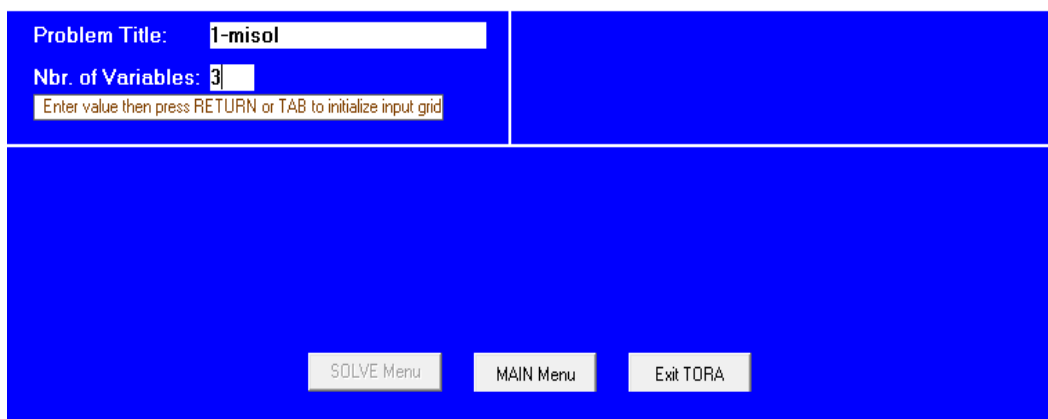 Problem Title: 1-misol
Nbr. of Variables: 3
Enter value then press RETURN or TAB to initialize input grid
SOLVE Menu MAIN Menu Exit TORA